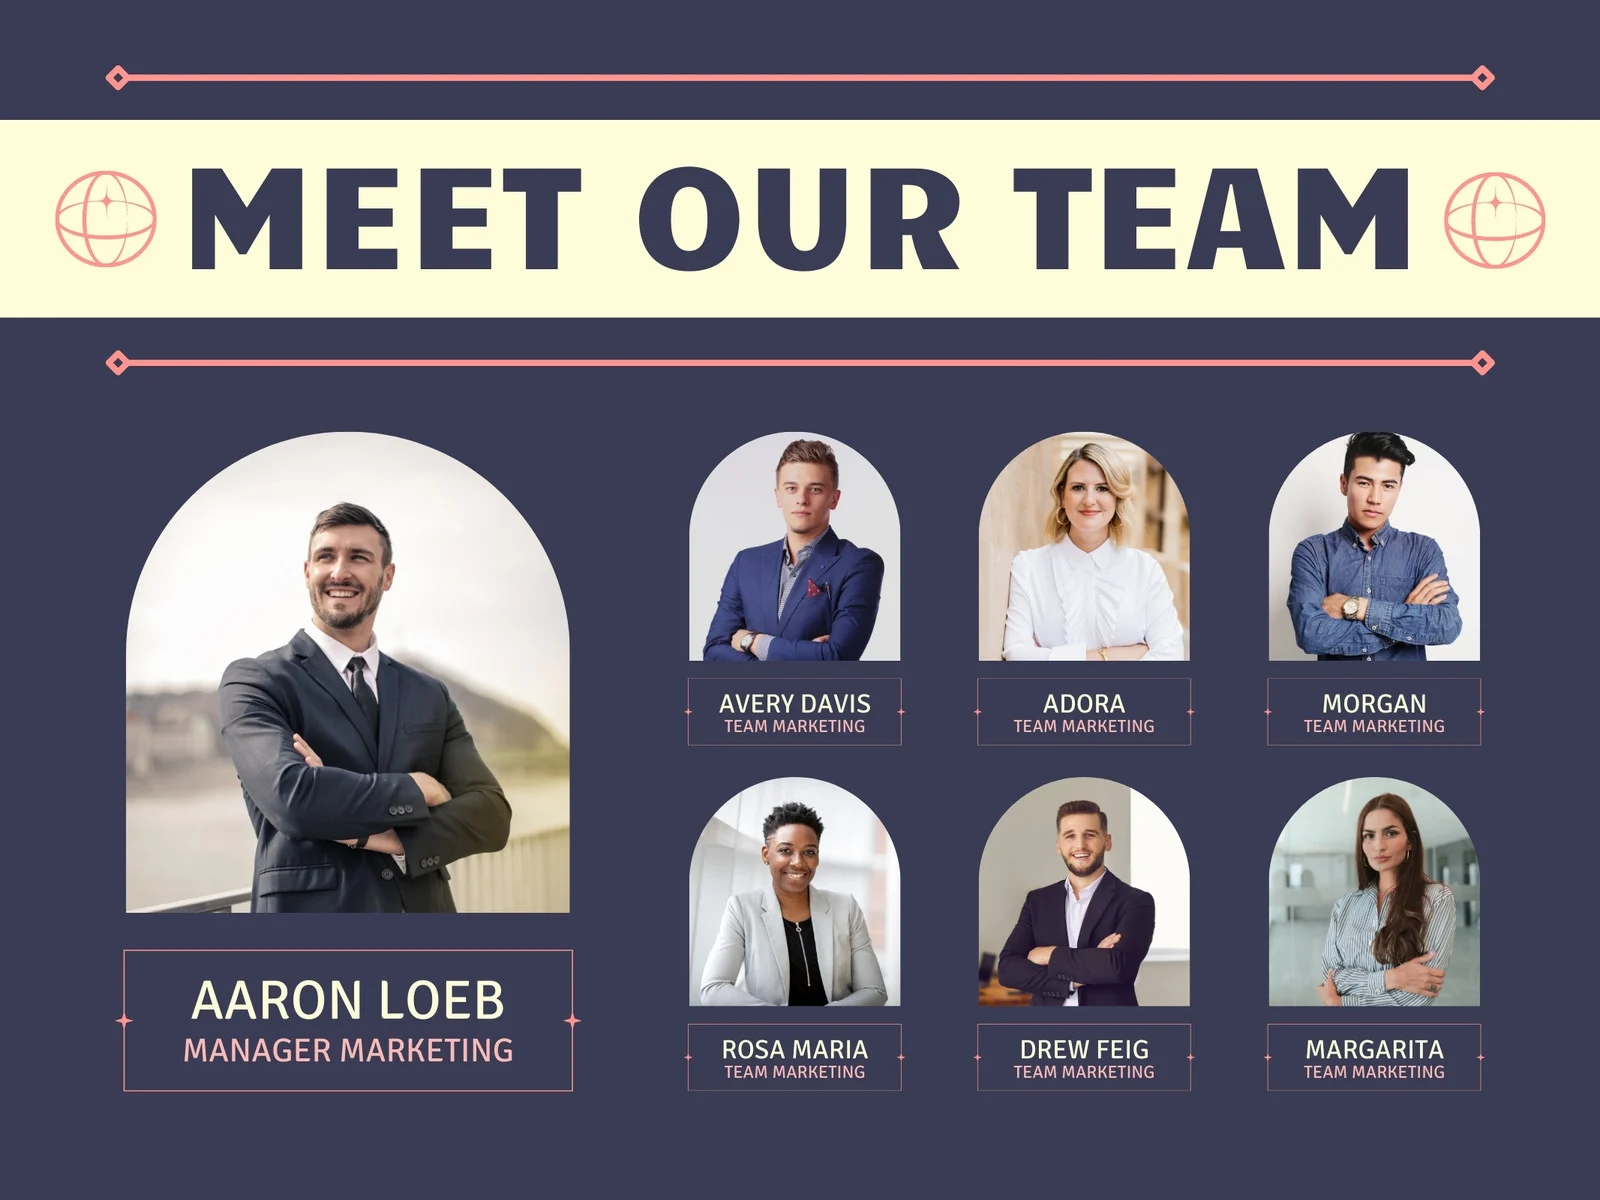 MEET OUR TEAM
AARON LOEB
MANAGER MARKETING
AVERY DAVIS
TEAM MARKETING
ADORA
TEAM MARKETING
MORGAN
TEAM MARKETING
ROSA MARIA
TEAM MARKETING
DREW FEIG
TEAM MARKETING
MARGARITA
TEAM MARKETING